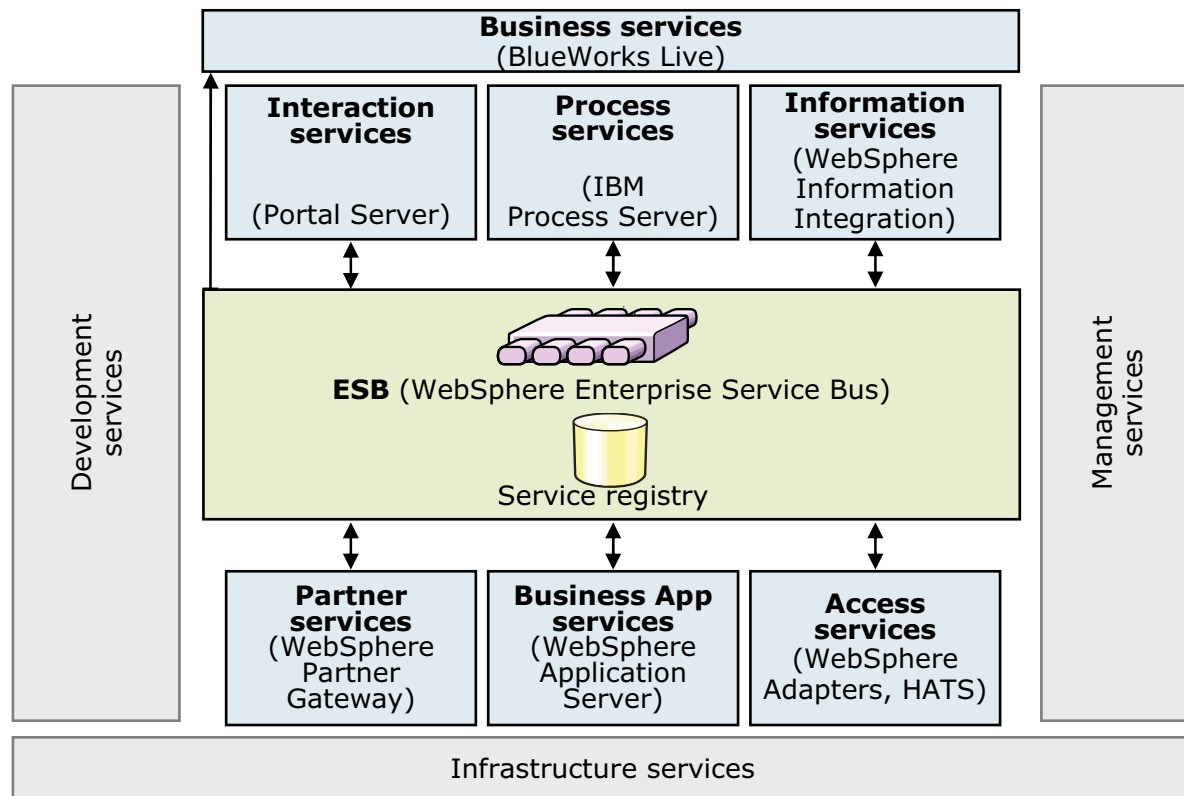 Business services
(BlueWorks Live)
Interaction
services
(Portal Server)
Process
services
(IBM
Process Server)
Information
services
(WebSphere
Information
Integration)
Development
services
ESB (WebSphere Enterprise Service Bus)
Service registry
Management
services
Partner
services
(WebSphere
Partner
Gateway)
Business App
services
(WebSphere
Application
Server)
Access
services
(WebSphere
Adapters, HATS)
Infrastructure services